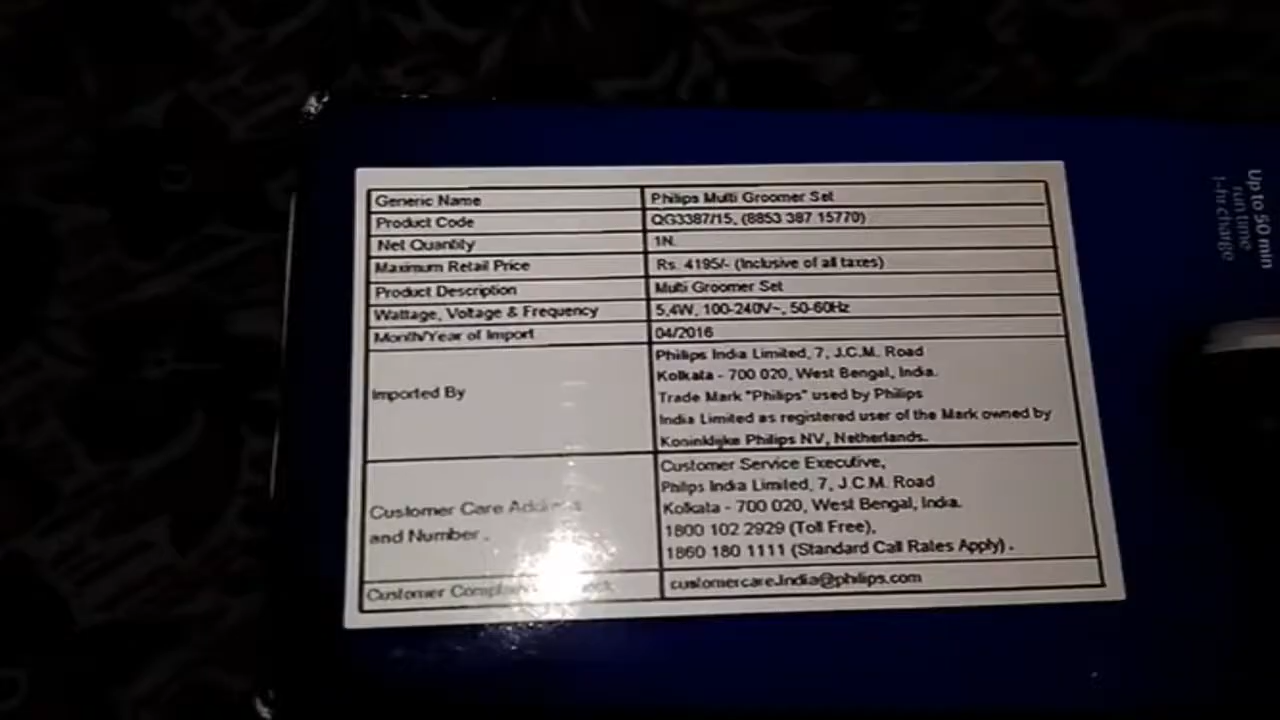 Generic Name Philips Multi Groomer Set
Product Code QG3387/15, (8853 387 15770)
Net Quantity 1N.
Maximum Retail Price Rs. 4195/- (Inclusive of all taxes)
Product Description Multi Groomer Set
Wattage, Voltage & Frequency 5,4W, 100-240V~, 50-60Hz
Month/Year of Import 04/2016
Imported By
Philips India Limited, 7, J.C.M. Road
Kolkata - 700 020, West Bengal, India.
Trade Mark "Philips" used by Philips
India Limited as registered user of the Mark owned by
Koninklijke Philips NV, Netherlands.
Customer Care Address
and Number.
Customer Service Executive,
Philips India Limited, 7, J.C.M. Road
Kolkata - 700 020, West Bengal, India.
1800 102 2929 (Toll Free),
1860 180 1111 (Standard Call Rates Apply).
Customer customercare.India@philips.com
Up to 50 min
run time
1-hr charge